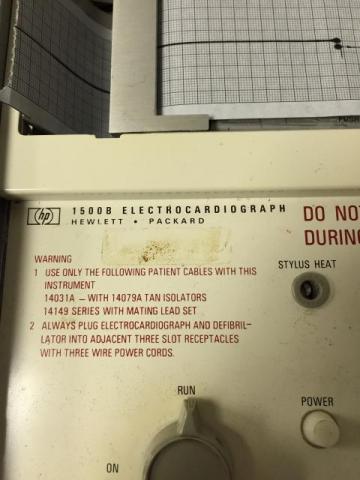 hp 1500B ELECTROCARDIOGRAPH
HEWLETT • PACKARD
DO NO
DURIN
WARNING
1 USE ONLY THE FOLLOWING PATIENT CABLES WITH THIS
INSTRUMENT
14031A – WITH 14079A TAN ISOLATORS
14149 SERIES WITH MATING LEAD SET
2 ALWAYS PLUG ELECTROCARDIOGRAPH AND DEFIBRIL-
LATOR INTO ADJACENT THREE SLOT RECEPTACLES
WITH THREE WIRE POWER CORDS.
STYLUS HEAT
RUN
POWER
ON